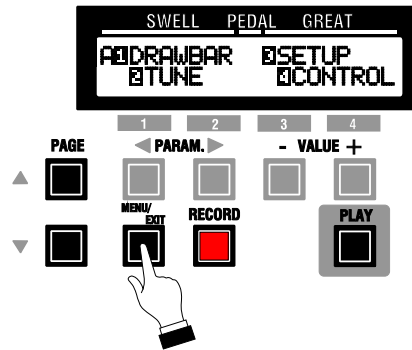 SWELL PEDAL GREAT
A1DRAWBAR 3SETUP
2TUNE 4CONTROL
1 2 3 4
PAGE PARAM. - VALUE +
MENU/
EXIT RECORD PLAY